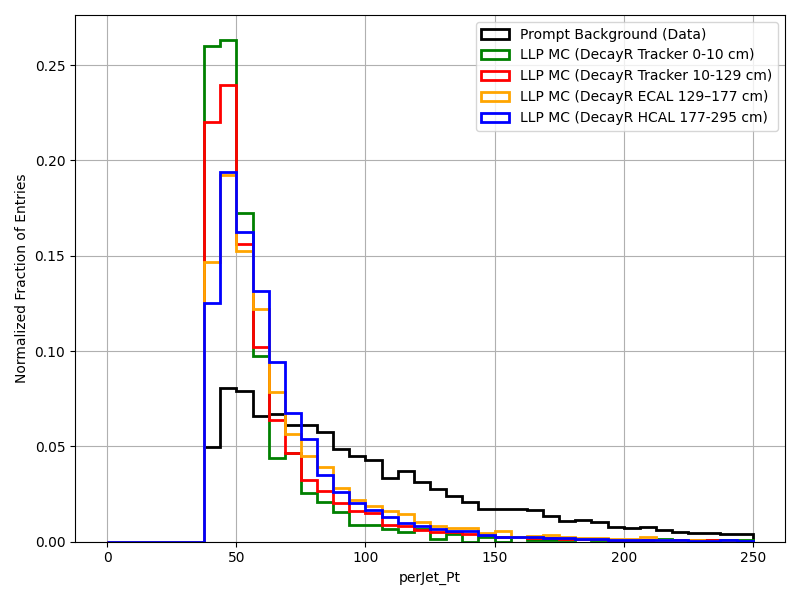 Prompt Background (Data)
LLP MC (DecayR Tracker 0-10 cm)
LLP MC (DecayR Tracker 10-129 cm)
LLP MC (DecayR ECAL 129–177 cm)
LLP MC (DecayR HCAL 177-295 cm)
Normalized Fraction of Entries
0.25
0.20
0.15
0.10
0.05
0.00
0 50 100 150 200 250
perJet_Pt